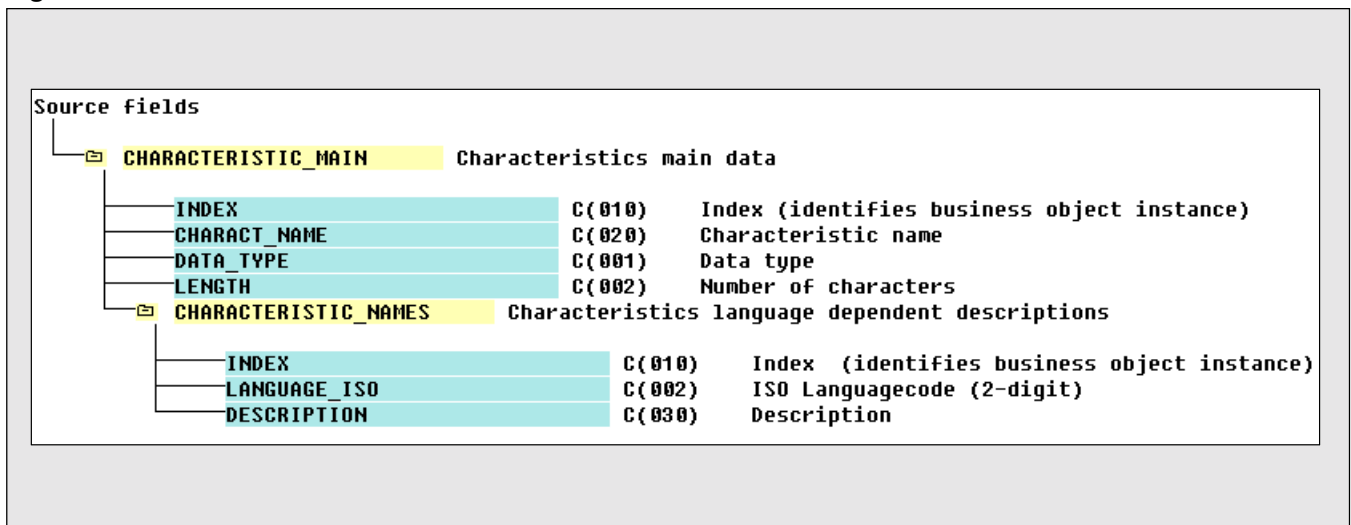 Source fields
CHARACTERISTIC_MAIN Characteristics main data
INDEX C(010) Index (identifies business object instance)
CHARACT_NAME C(020) Characteristic name
DATA_TYPE C(001) Data type
LENGTH C(002) Number of characters
CHARACTERISTIC_NAMES Characteristics language dependent descriptions
INDEX C(010) Index (identifies business object instance)
LANGUAGE_ISO C(002) ISO Languagecode (2-digit)
DESCRIPTION C(030) Description